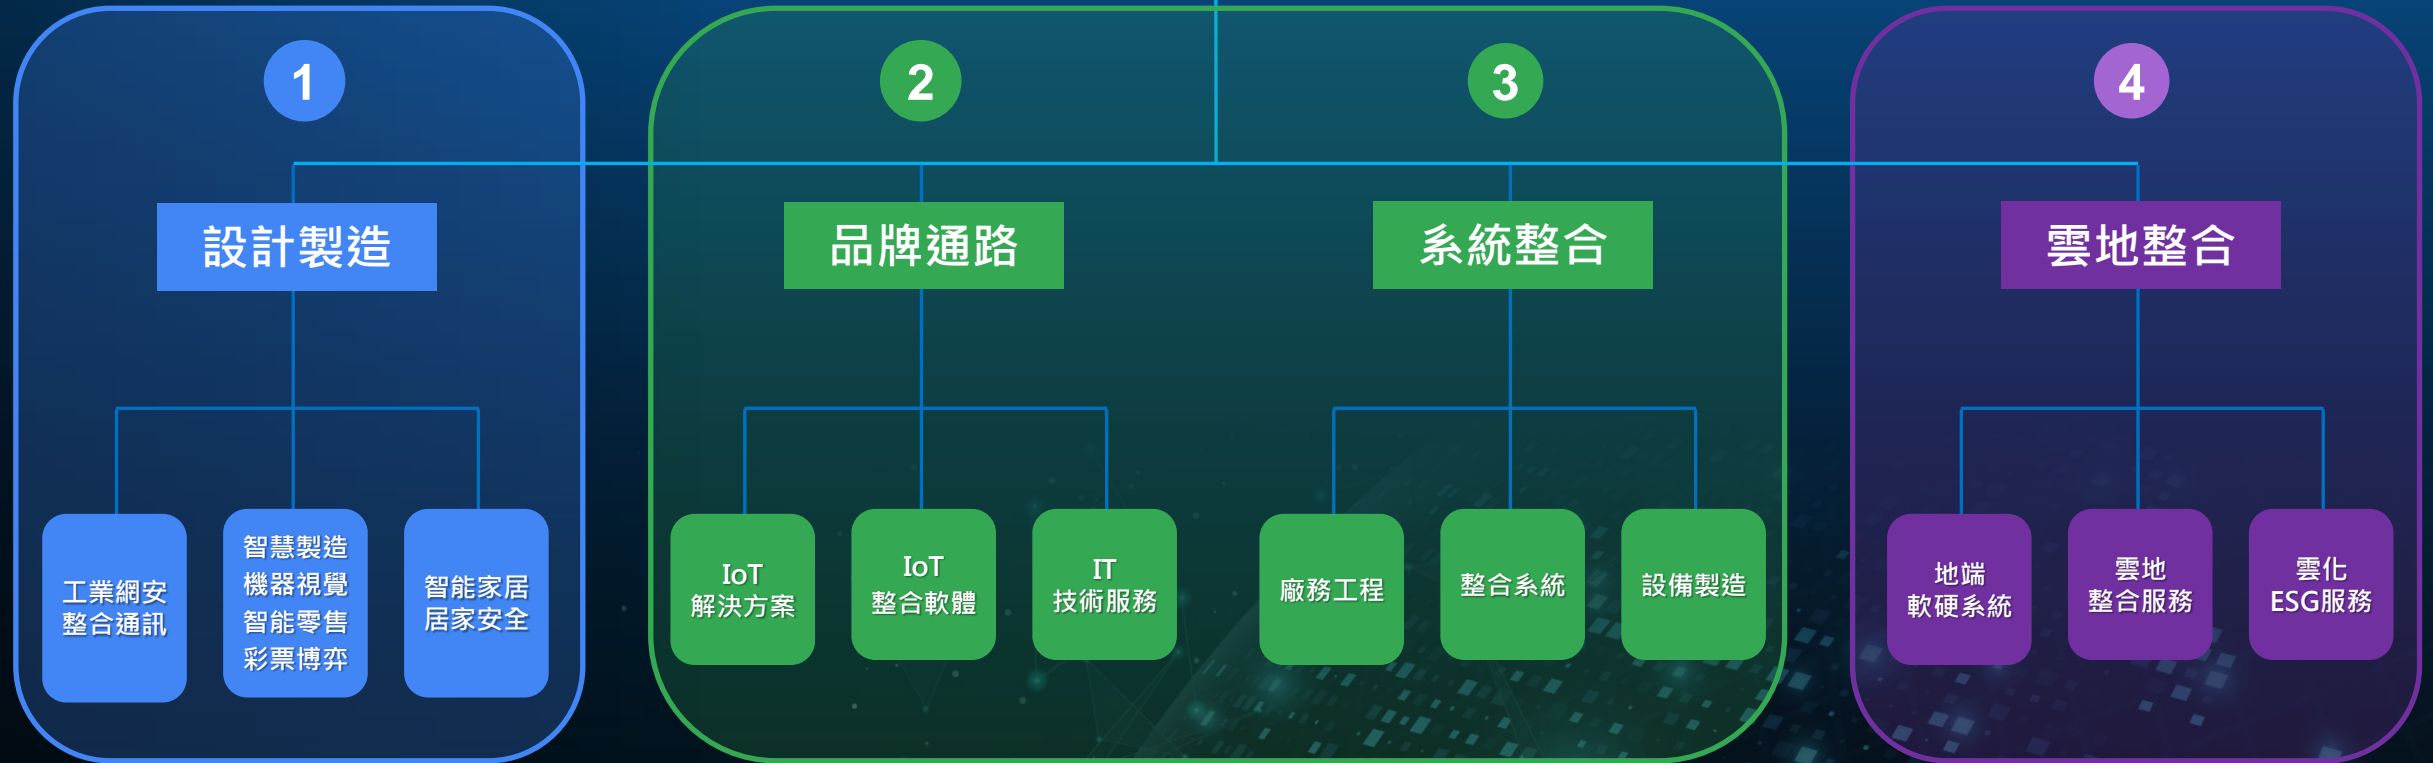 1
2
3
4
設計製造
品牌通路
系統整合
雲地整合
工業網安
整合通訊
智慧製造
機器視覺
智能零售
彩票博弈
智能家居
居家安全
IoT
解決方案
IoT
整合軟體
IT
技術服務
廠務工程
整合系統
設備製造
地端
軟硬系統
雲地
整合服務
雲化
ESG服務